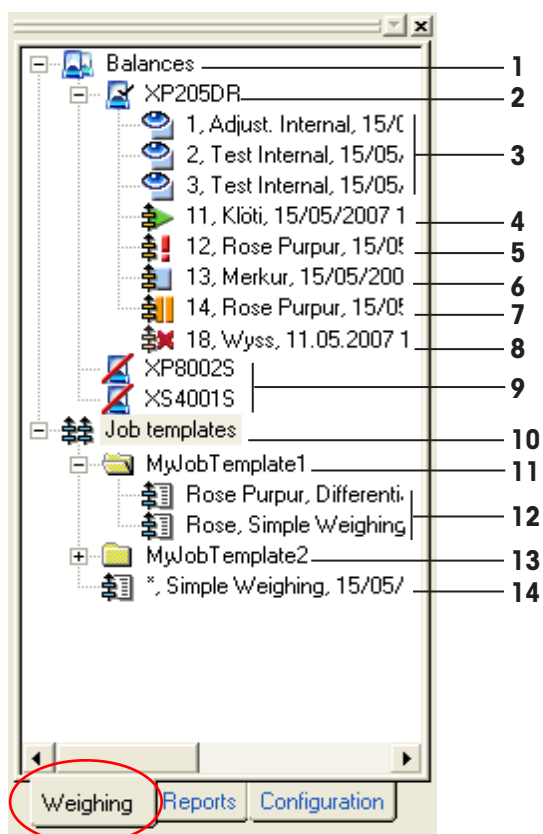 Balances 1
XP205DR 2
1, Adjust. Internal, 15/0
2, Test Internal, 15/05, 3
3, Test Internal, 15/05,
11, Klöti, 15/05/2007 1 4
12, Rose Purpur, 15/05 5
13, Merkur, 15/05/200 6
14, Rose Purpur, 15/05 7
18, Wyss, 11.05.2007 1 8
XP8002S
9
XS4001S
Job templates 10
MyJobTemplate1 11
Rose Purpur, Differenti
12
Rose, Simple Weighing
MyJobTemplate2 13
*, Simple Weighing, 15/05/ 14
Weighing Reports Configuration